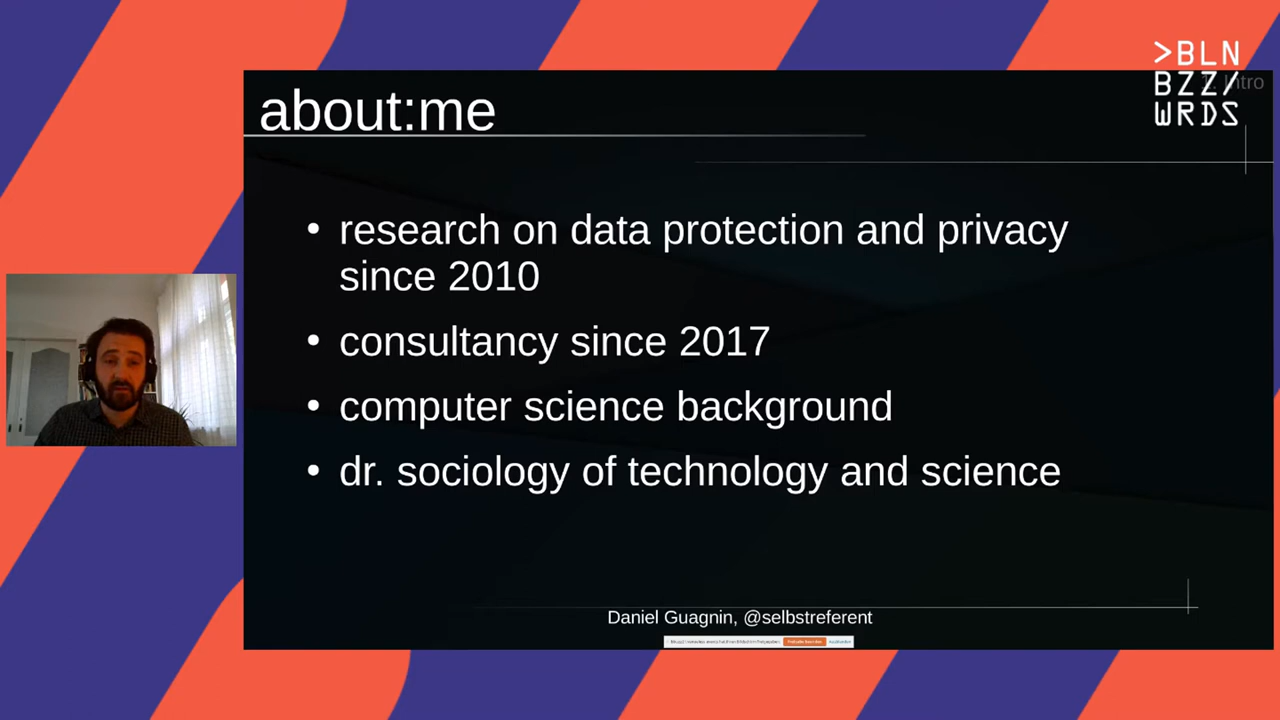 >BLN
BZZ/
WRDS
Intro
about:me
• research on data protection and privacy
since 2010
• consultancy since 2017
• computer science background
• dr. sociology of technology and science
Daniel Guagnin, @selbstreferent